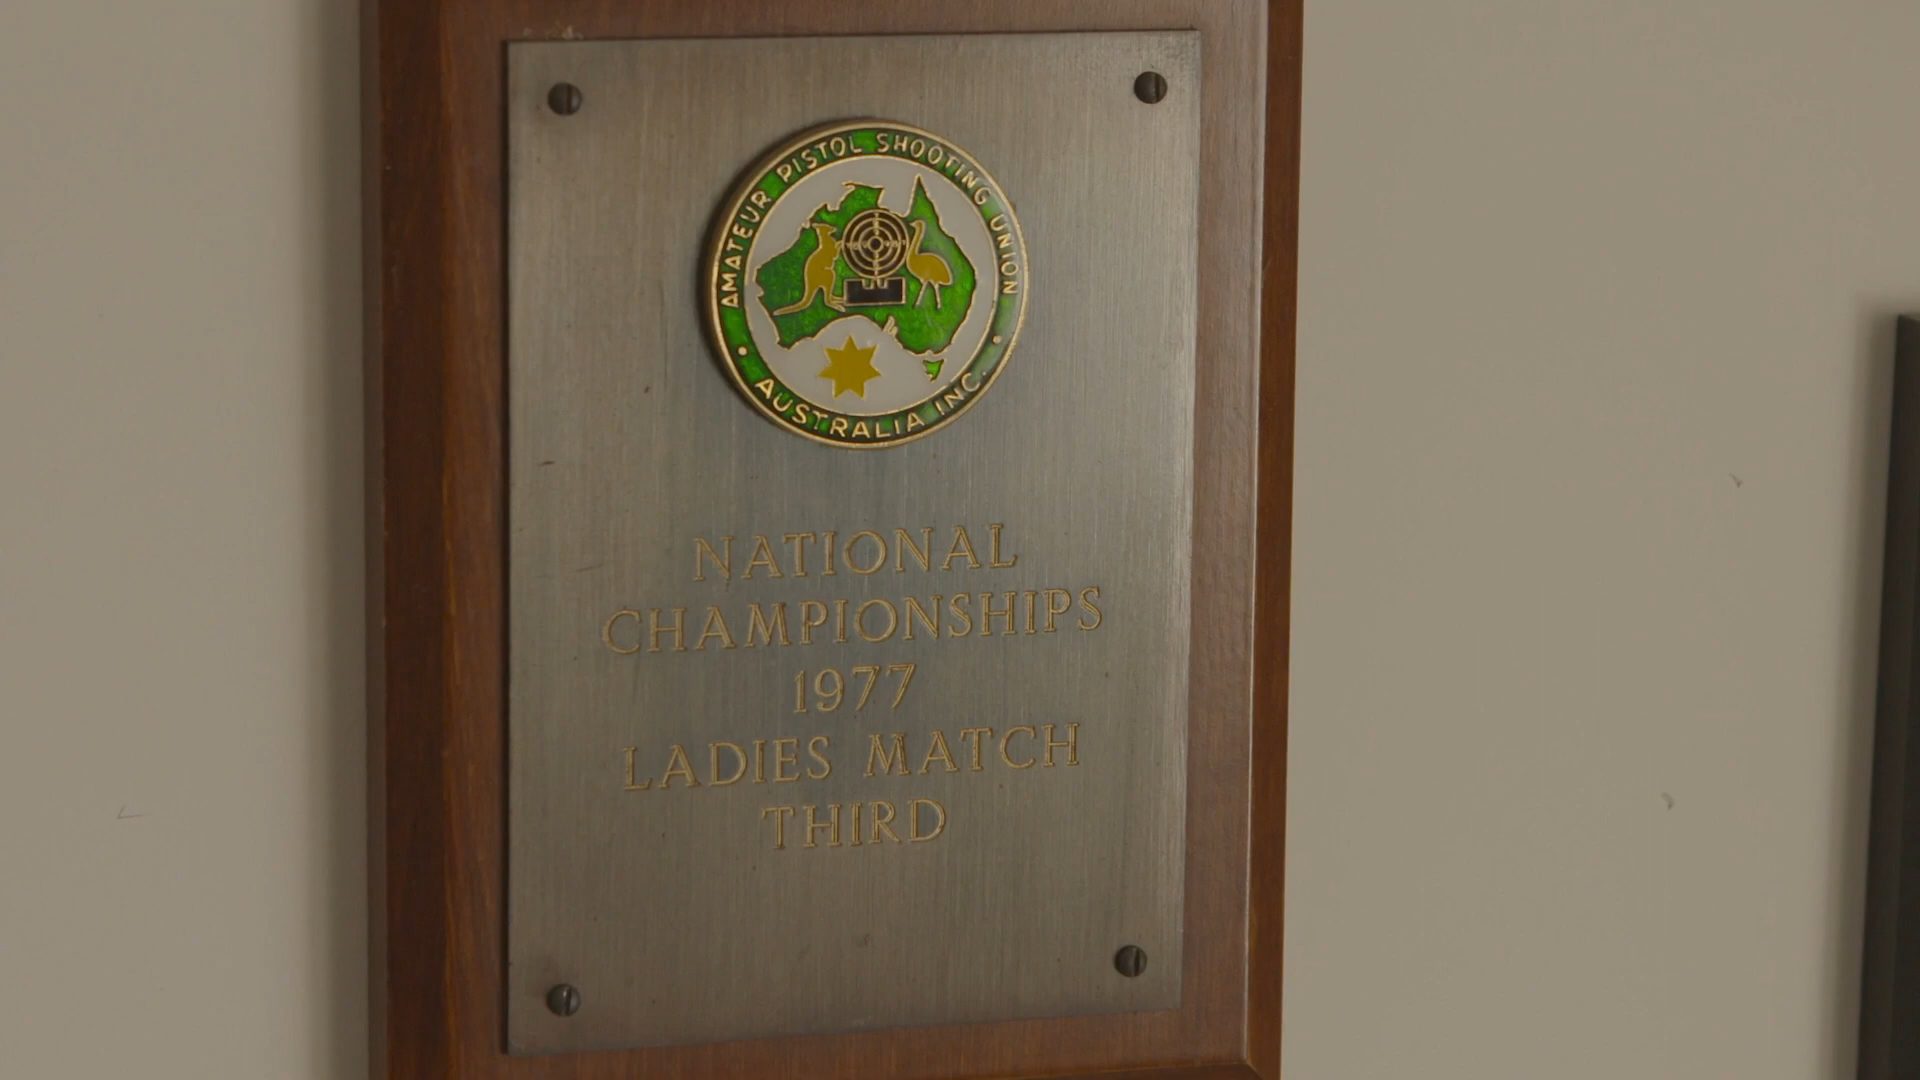 AMATEUR PISTOL SHOOTING UNION
• AUSTRALIA INC. •
NATIONAL
CHAMPIONSHIPS
1977
LADIES MATCH
THIRD